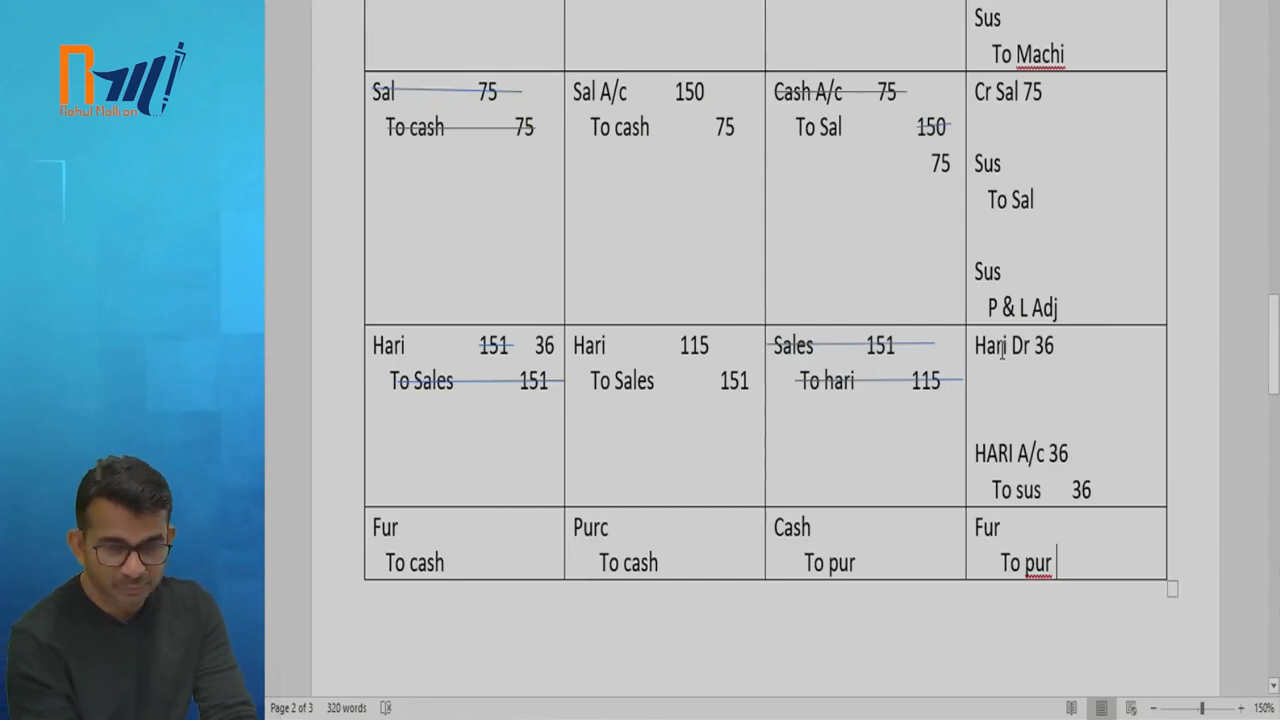 Rahul Malkan
Sus
To Machi
Sal 75
To cash 75
Sal A/c 150
To cash 75
Cash A/c 75
To Sal 150
75
Cr Sal 75
Sus
To Sal
Sus
P & L Adj
Hari 151 36
To Sales 151
Hari 115
To Sales 151
Sales 151
To hari 115
Hari Dr 36
HARI A/c 36
To sus 36
Fur
To cash
Purc
To cash
Cash
To pur
Fur
To pur
Page 2 of 3 320 words 150%